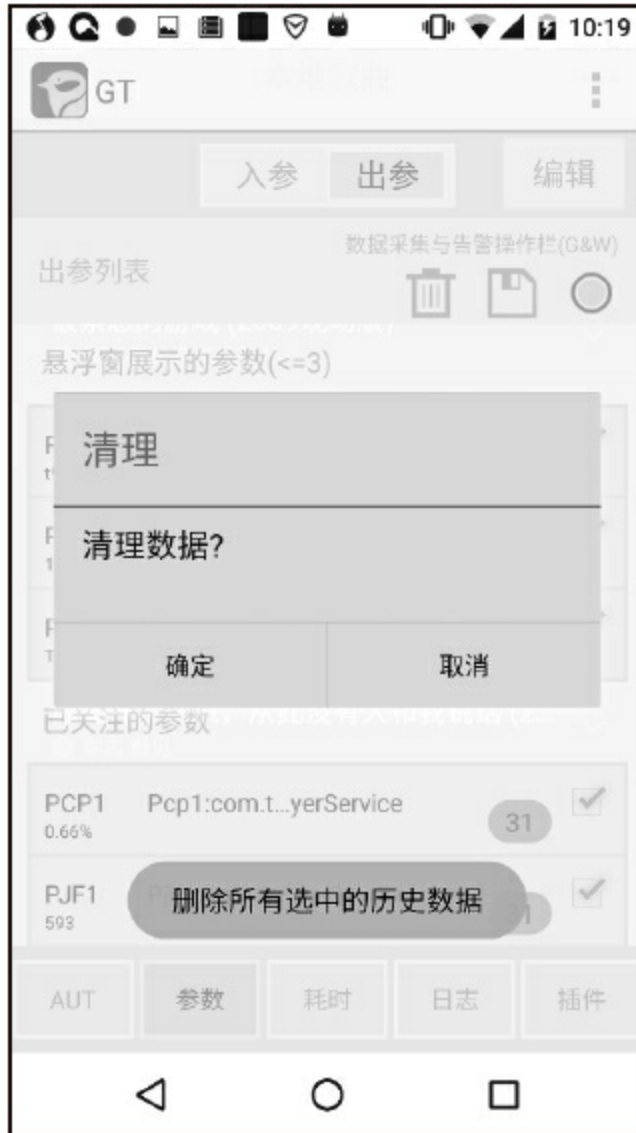 10:19
GT
入参 出参 编辑
数据采集与告警操作栏(G&W)
出参列表
悬浮窗展示的参数(<=3)
清理
清理数据?
确定 取消
已关注的参数
PCP1 Pcp1:com.t...yerService
0.66% 31
PJF1
593
删除所有选中的历史数据
AUT 参数 耗时 日志 插件